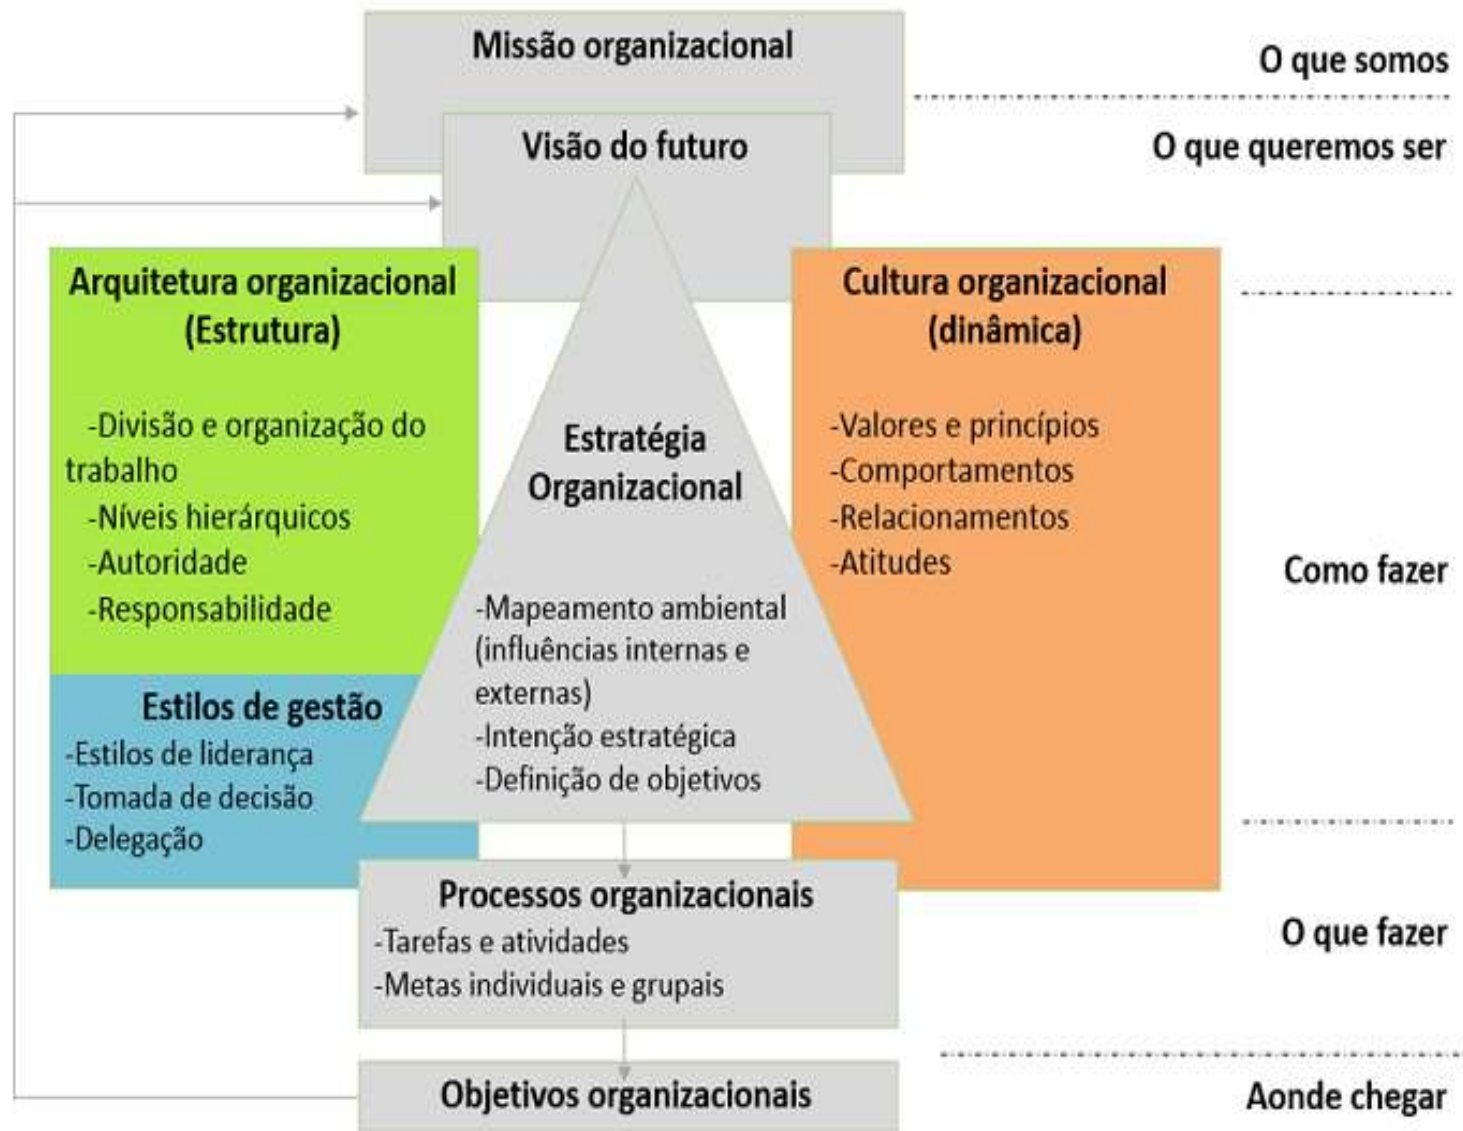 Missão organizacional
O que somos
Visão do futuro
O que queremos ser
Arquitetura organizacional
(Estrutura)
-Divisão e organização do
trabalho
-Níveis hierárquicos
-Autoridade
-Responsabilidade
Estilos de gestão
-Estilos de liderança
-Tomada de decisão
-Delegação
Estratégia
Organizacional
-Mapeamento ambiental
(influências internas e
externas)
-Intenção estratégica
-Definição de objetivos
Cultura organizacional
(dinâmica)
-Valores e princípios
-Comportamentos
-Relacionamentos
-Atitudes
Como fazer
Processos organizacionais
-Tarefas e atividades
-Metas individuais e grupais
O que fazer
Objetivos organizacionais
Aonde chegar